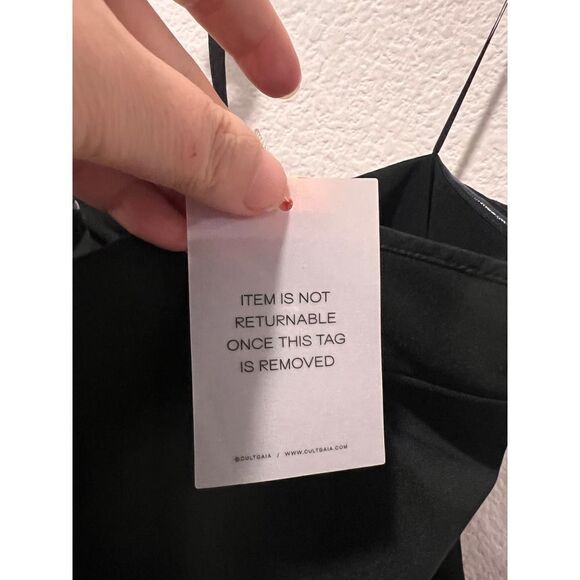 ITEM IS NOT
RETURNABLE
ONCE THIS TAG
IS REMOVED
@CULTGAIA / WWW.CULTGAIA.COM